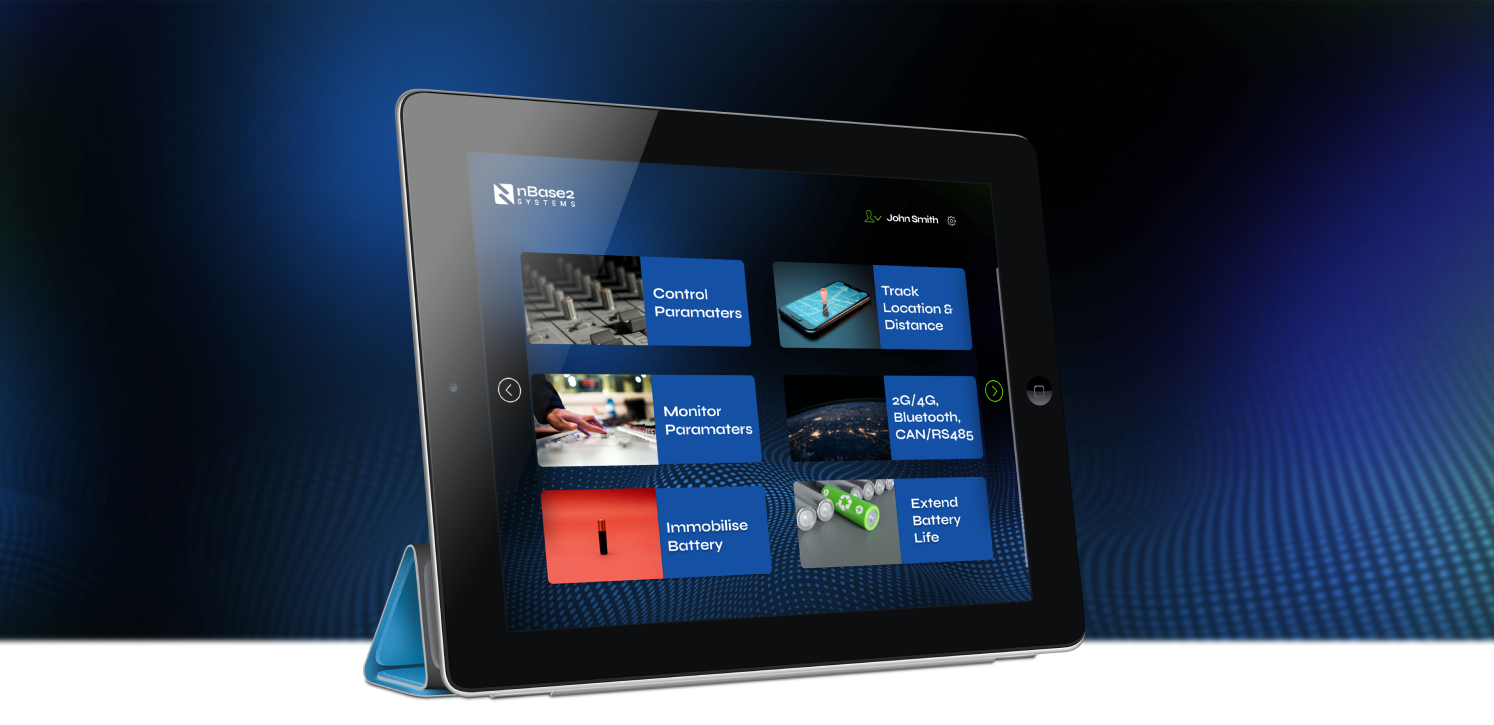 nBase2
SYSTEMS
John Smith
Control
Paramaters
Track
Location &
Distance
Monitor
Paramaters
2G/4G,
Bluetooth,
CAN/RS485
Immobilise
Battery
Extend
Battery
Life